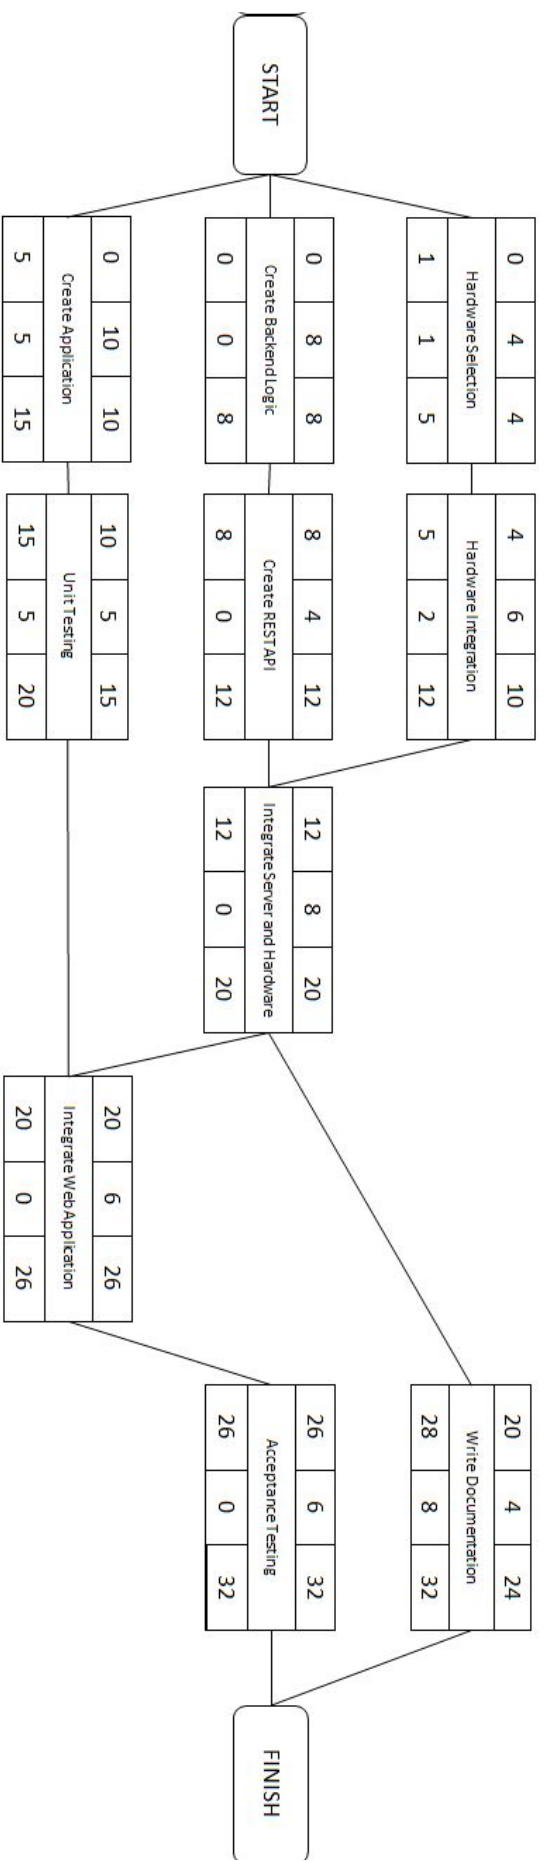 START
0 4 4
Hardware Selection
1 1 5
4 6 10
Hardware Integration
5 2 12
0 8 8
Create Backend Logic
0 0 8
8 4 12
Create REST API
8 0 12
12 8 20
Integrate Server and Hardware
12 0 20
0 10 10
Create Application
5 5 15
10 5 15
Unit Testing
15 5 20
20 6 26
Integrate Web Application
20 0 26
20 4 24
Write Documentation
28 8 32
26 6 32
Acceptance Testing
26 0 32
FINISH